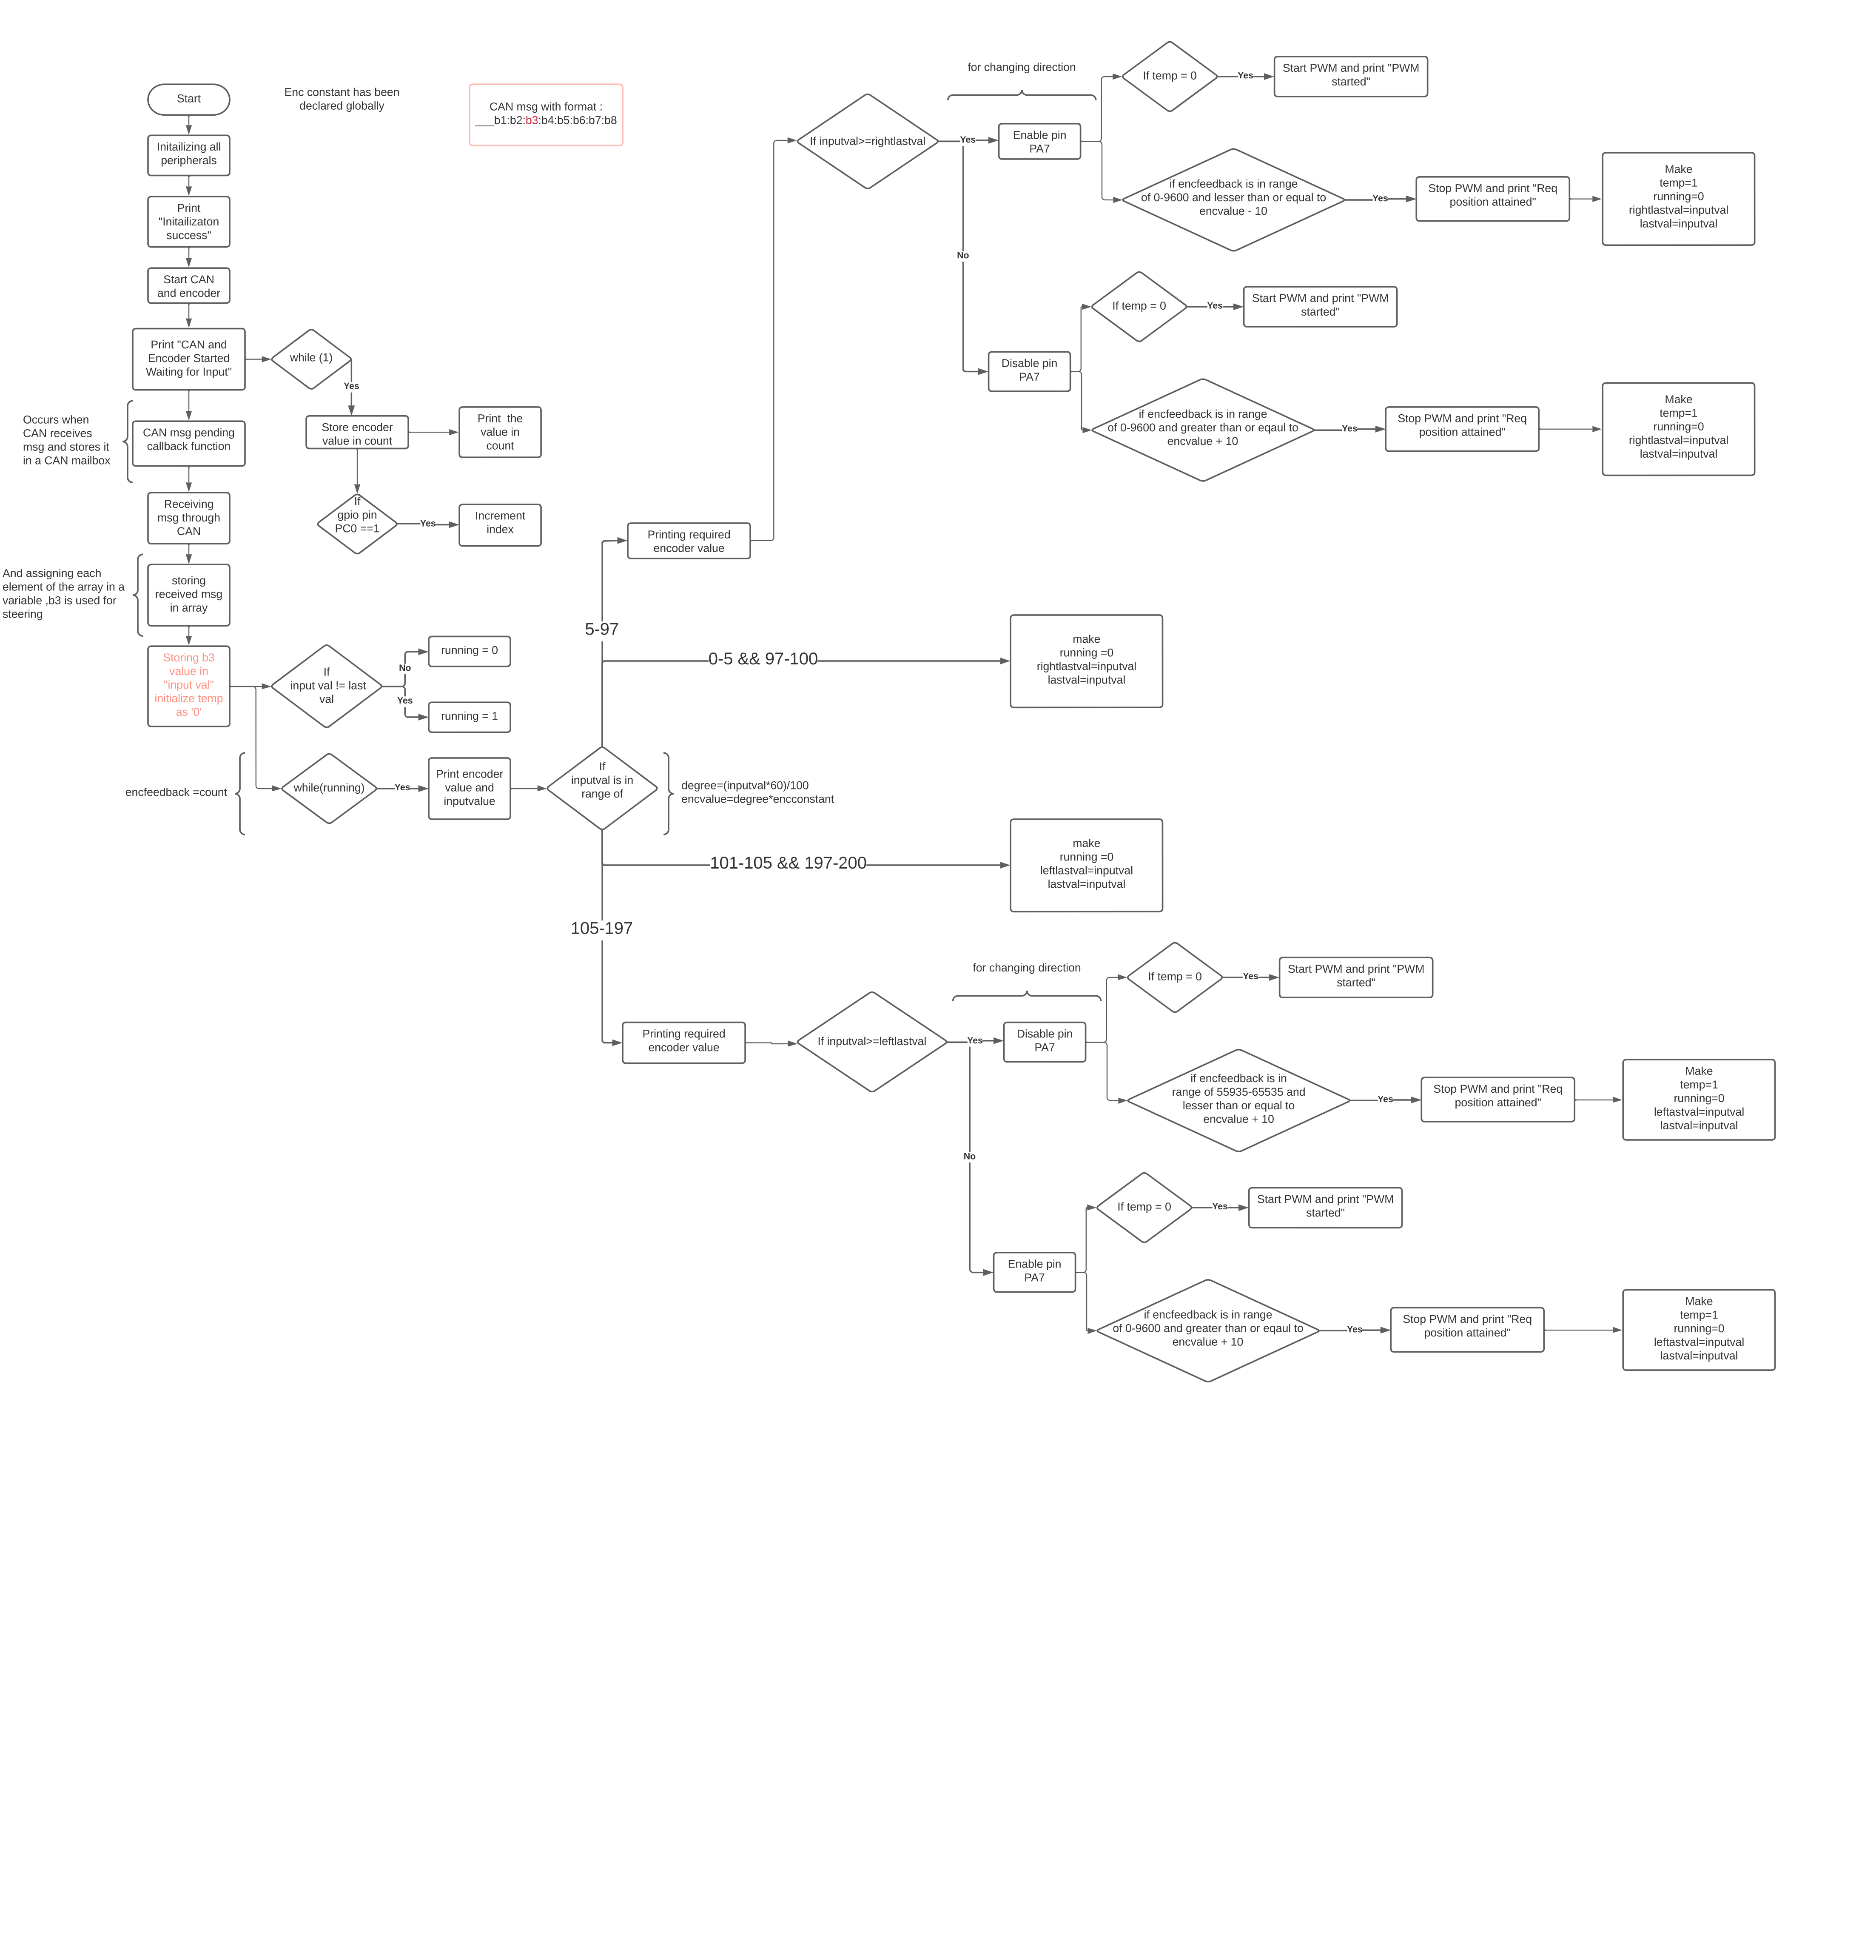 Start
Initailizing all
peripherals
Print
"Initailizaton
success"
Start CAN
and encoder
Print "CAN and
Encoder Started
Waiting for Input"
Occurs when
CAN receives
msg and stores it
in a CAN mailbox
CAN msg pending
callback function
Receiving
msg through
CAN
And assigning each
element of the array in a
variable ,b3 is used for
steering
storing
received msg
in array
Storing b3
value in
"input val"
initialize temp
as '0'
Enc constant has been
declared globally
CAN msg with format :
___b1:b2:b3:b4:b5:b6:b7:b8
while (1)
Yes
Store encoder
value in count
Print  the
value in
count
If
gpio pin
PC0 ==1
Yes
Increment
index
If
input val != last
val
No
running = 0
Yes
running = 1
encfeedback =count
while(running)
Yes
Print encoder
value and
inputvalue
If
inputval is in
range of
degree=(inputval*60)/100
encvalue=degree*encconstant
5-97
Printing required
encoder value
If inputval>=rightlastval
for changing direction
Yes
Enable pin
PA7
If temp = 0
Yes
Start PWM and print "PWM
started"
if encfeedback is in range
of 0-9600 and lesser than or equal to
encvalue - 10
Yes
Stop PWM and print "Req
position attained"
Make
temp=1
running=0
rightlastval=inputval
lastval=inputval
No
Disable pin
PA7
If temp = 0
Yes
Start PWM and print "PWM
started"
if encfeedback is in range
of 0-9600 and greater than or eqaul to
encvalue + 10
Yes
Stop PWM and print "Req
position attained"
Make
temp=1
running=0
rightlastval=inputval
lastval=inputval
0-5 && 97-100
make
running =0
rightlastval=inputval
lastval=inputval
101-105 && 197-200
make
running =0
leftlastval=inputval
lastval=inputval
105-197
Printing required
encoder value
If inputval>=leftlastval
for changing direction
Yes
Disable pin
PA7
If temp = 0
Yes
Start PWM and print "PWM
started"
if encfeedback is in
range of 55935-65535 and
lesser than or equal to
encvalue + 10
Yes
Stop PWM and print "Req
position attained"
Make
temp=1
running=0
leftastval=inputval
lastval=inputval
No
Enable pin
PA7
If temp = 0
Yes
Start PWM and print "PWM
started"
if encfeedback is in range
of 0-9600 and greater than or eqaul to
encvalue + 10
Yes
Stop PWM and print "Req
position attained"
Make
temp=1
running=0
leftastval=inputval
lastval=inputval